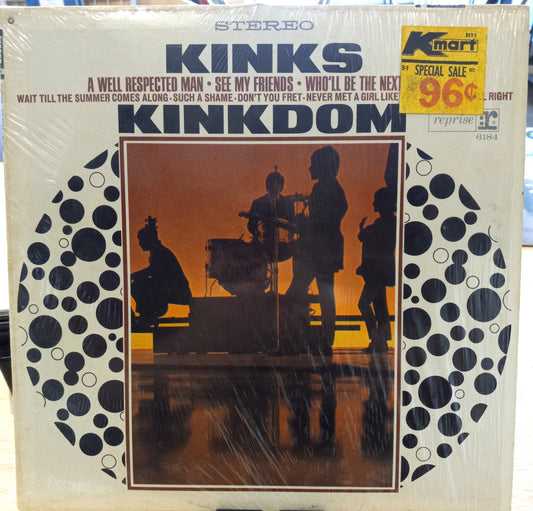 STEREO
KINKS
A WELL RESPECTED MAN • SEE MY FRIENDS • WHO'LL BE THE NEXT
WAIT TILL THE SUMMER COMES ALONG • SUCH A SHAME • DON'T YOU FRET • NEVER MET A GIRL LIKE
L RIGHT
KINKDOM
reprise r:
6184
Kmart
SPECIAL SALE
96¢